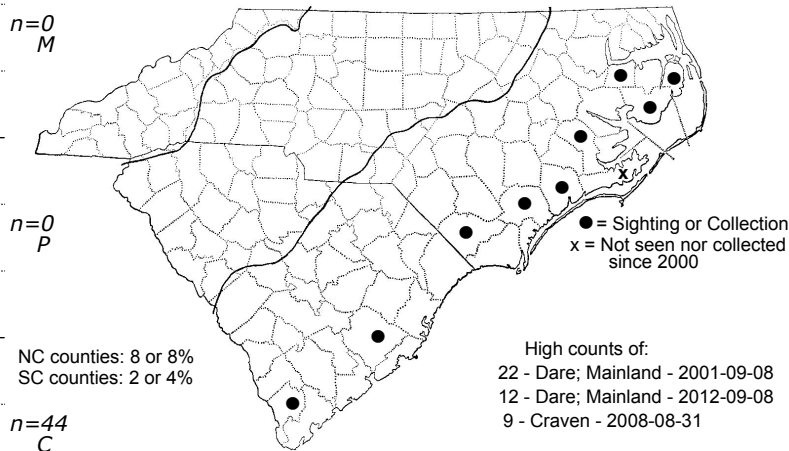 n=0
M
n=0
P
n=44
C
x
● = Sighting or Collection
x = Not seen nor collected
since 2000
NC counties: 8 or 8%
SC counties: 2 or 4%
High counts of:
22 - Dare; Mainland - 2001-09-08
12 - Dare; Mainland - 2012-09-08
9 - Craven - 2008-08-31